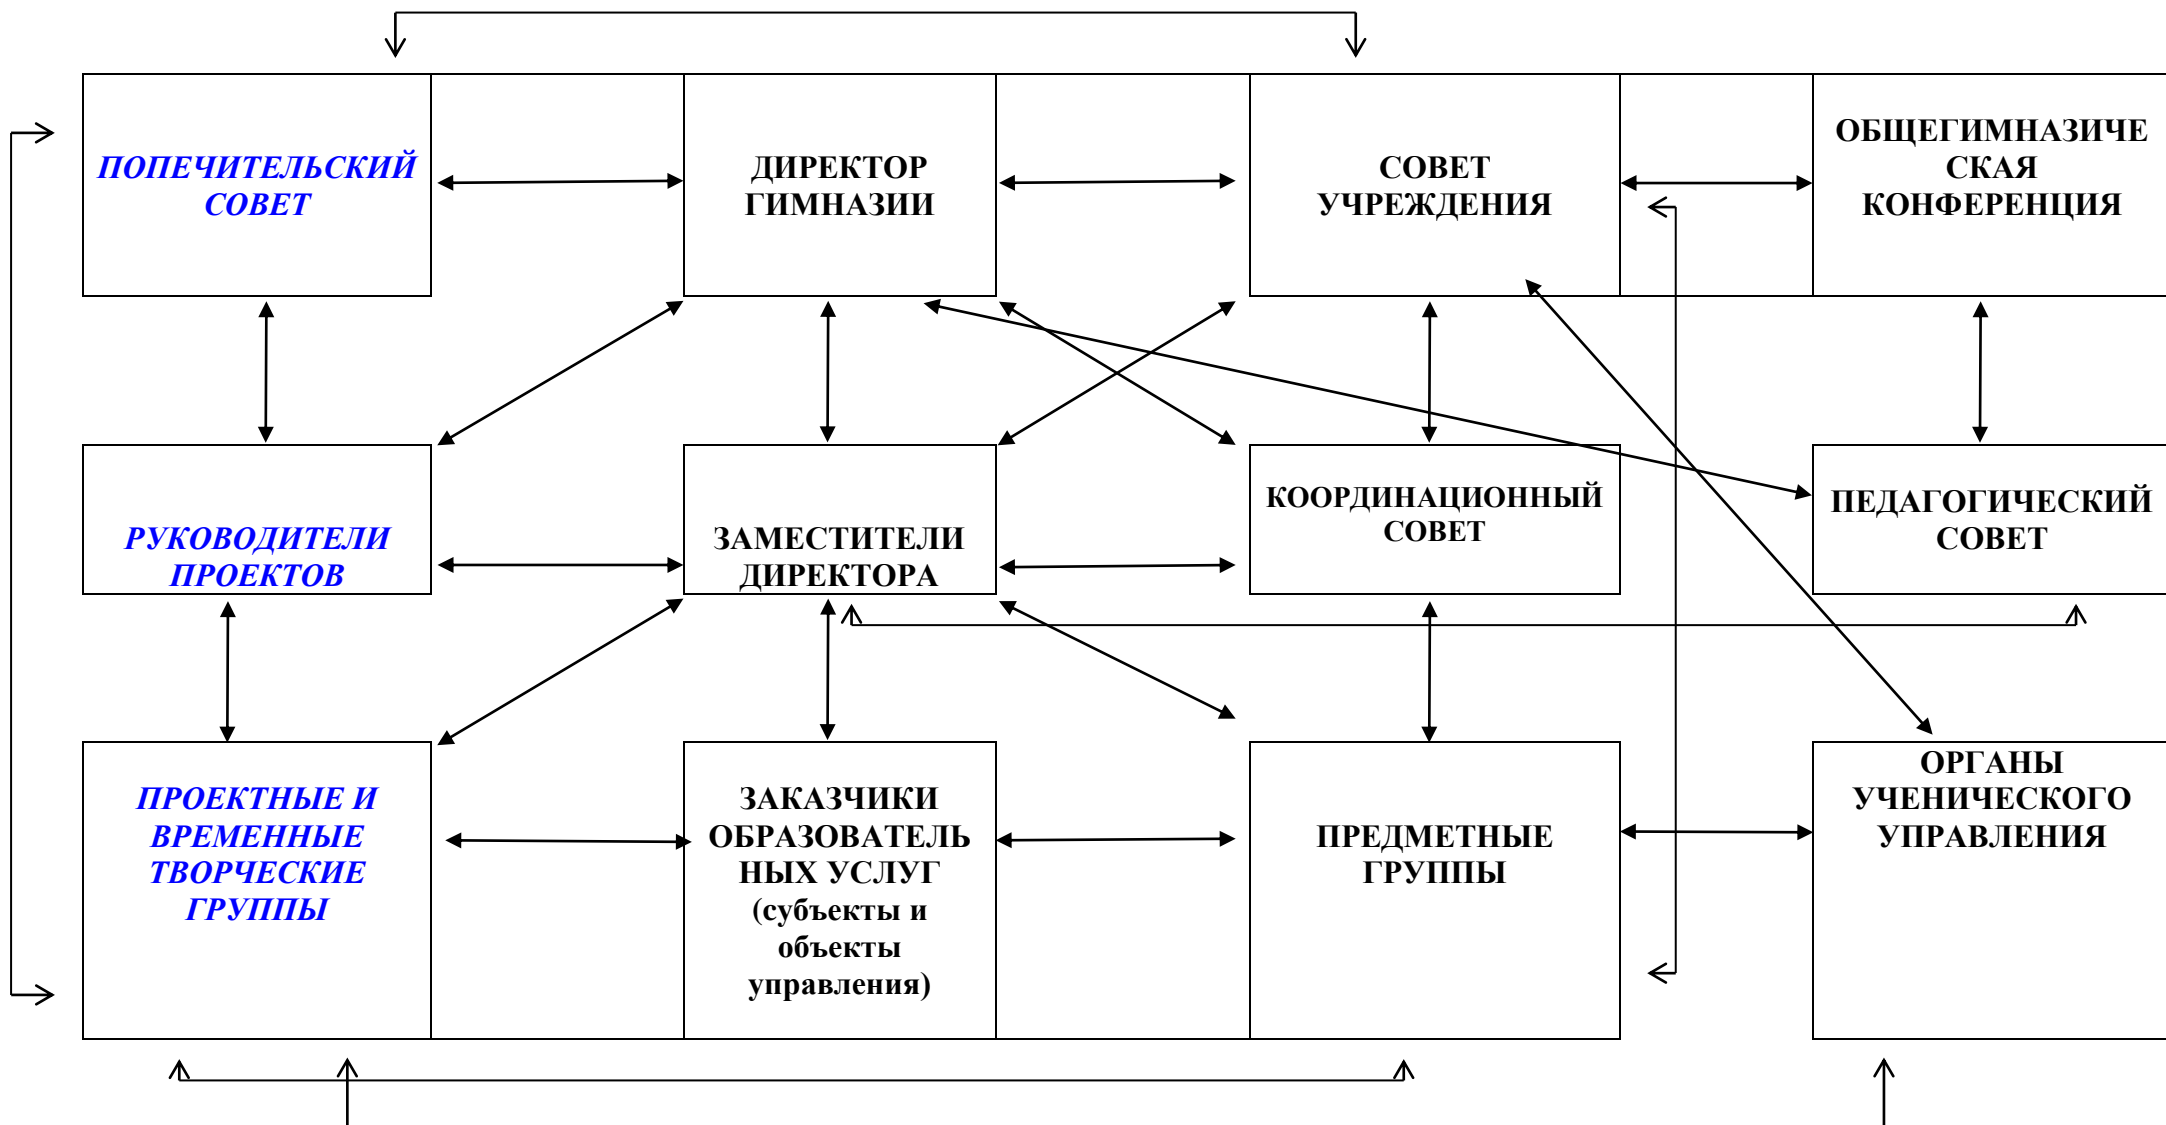 ПОПЕЧИТЕЛЬСКИЙ
СОВЕТ
ДИРЕКТОР
ГИМНАЗИИ
СОВЕТ
УЧРЕЖДЕНИЯ
ОБЩЕГИМНАЗИЧЕ
СКАЯ
КОНФЕРЕНЦИЯ
РУКОВОДИТЕЛИ
ПРОЕКТОВ
ЗАМЕСТИТЕЛИ
ДИРЕКТОРА
КООРДИНАЦИОННЫЙ
СОВЕТ
ПЕДАГОГИЧЕСКИЙ
СОВЕТ
ПРОЕКТНЫЕ И
ВРЕМЕННЫЕ
ТВОРЧЕСКИЕ
ГРУППЫ
ЗАКАЗЧИКИ
ОБРАЗОВАТЕЛЬ
НЫХ УСЛУГ
(субъекты и
объекты
управления)
ПРЕДМЕТНЫЕ
ГРУППЫ
ОРГАНЫ
УЧЕНИЧЕСКОГО
УПРАВЛЕНИЯ